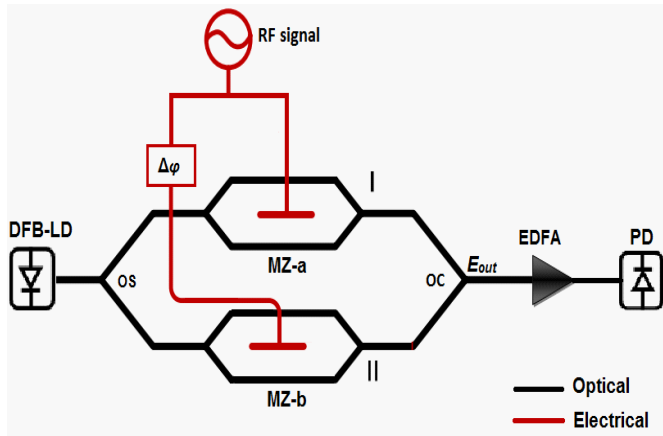 RF signal
Δφ
I
DFB-LD
EDFA
PD
MZ-a
OS
OC
Eout
MZ-b
II
Optical
Electrical